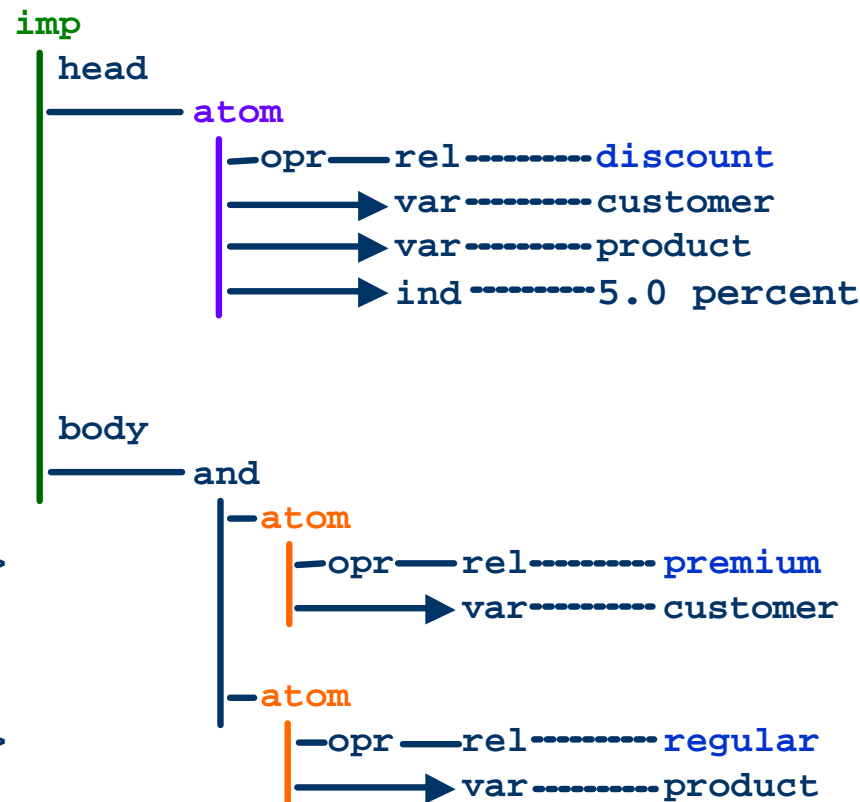 imp
head
atom
opr rel discount
var customer
var product
ind 5.0 percent
body
and
atom
opr rel premium
> var customer
atom
opr rel regular
> var product